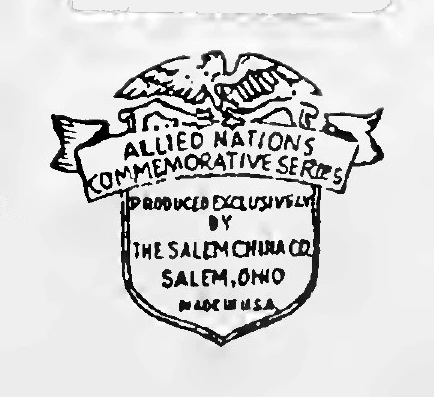 ALLIED NATIONS
COMMEMORATIVE SERIES
PRODUCED EXCLUSIVELY
BY
THE SALEM CHINA CO.
SALEM, OHIO
MADE IN U.S.A.